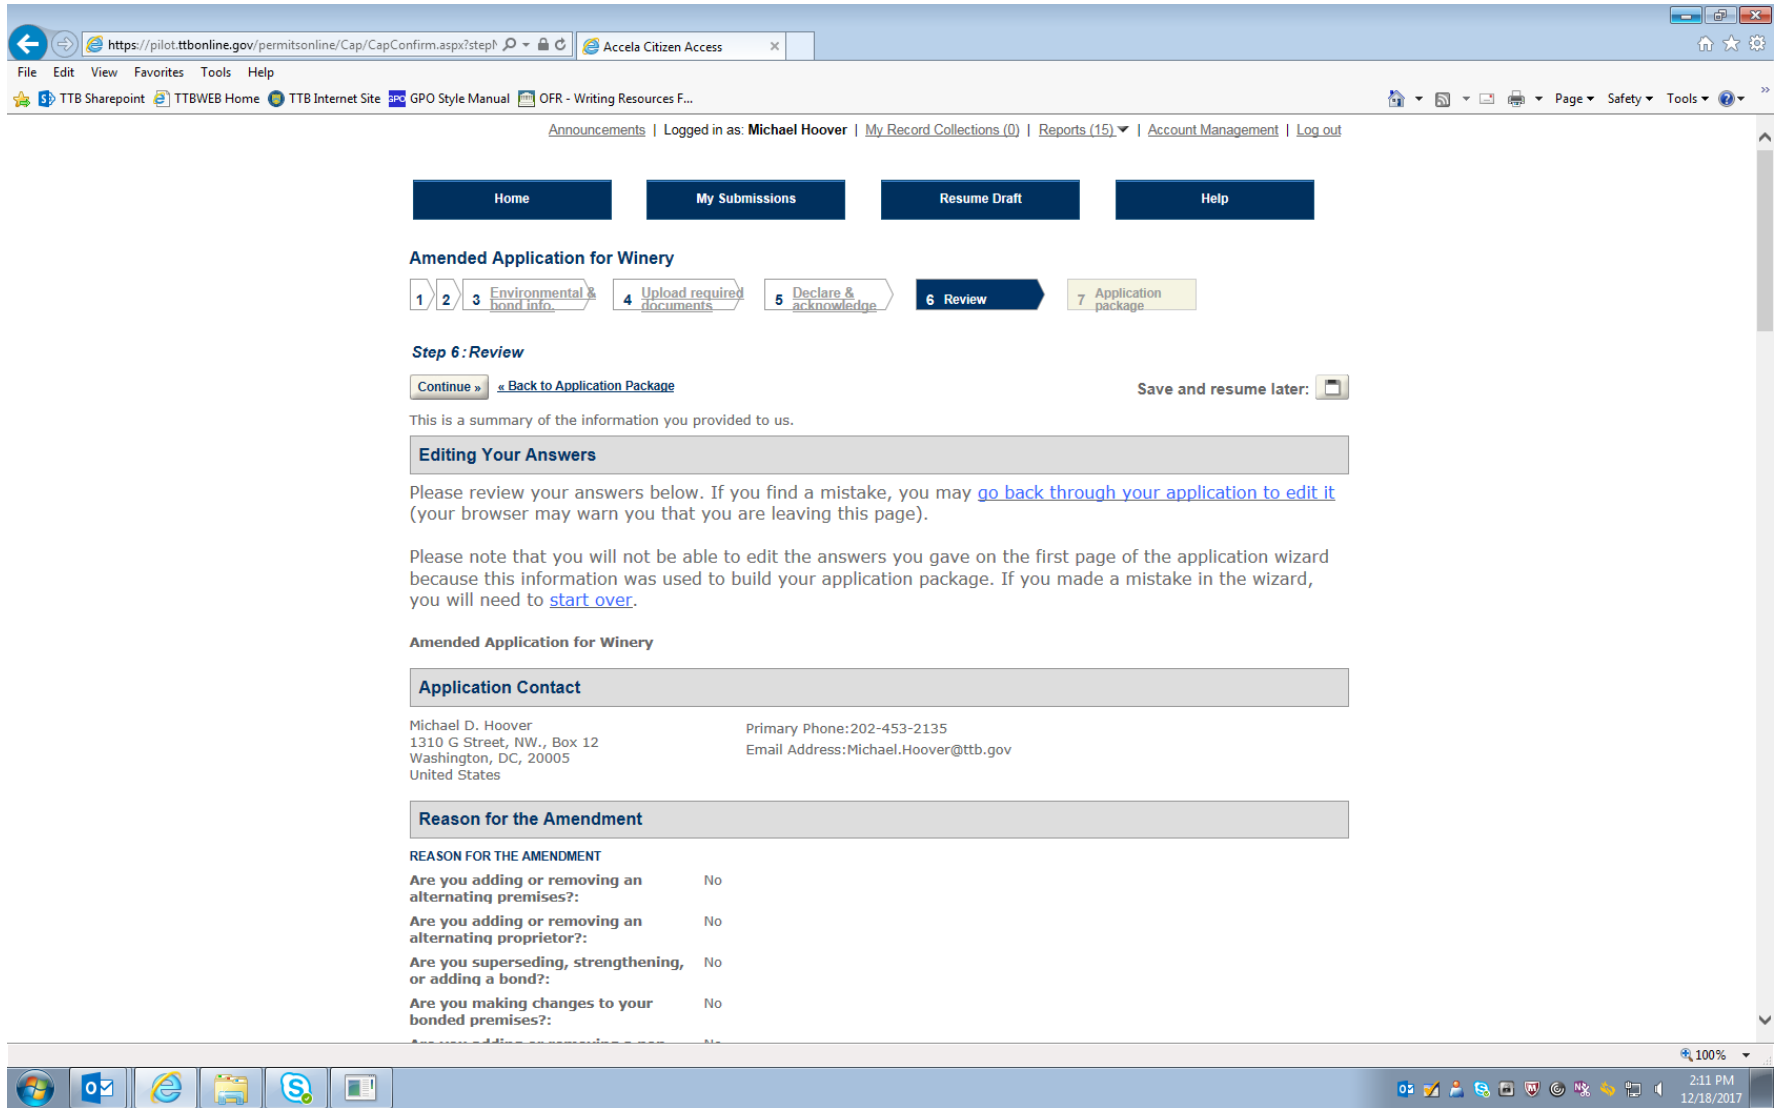 https://pilot.ttbonline.gov/permitsonline/Cap/CapConfirm.aspx?stepN
Accela Citizen Access
File Edit View Favorites Tools Help
TTB Sharepoint TTBWEB Home TTB Internet Site GPO GPO Style Manual OFR - Writing Resources F...
Page Safety Tools
Announcements | Logged in as: Michael Hoover | My Record Collections (0) | Reports (15) | Account Management | Log out
Home My Submissions Resume Draft Help
Amended Application for Winery
1 2 3 Environmental & bond info. 4 Upload required documents 5 Declare & acknowledge 6 Review 7 Application package
Step 6: Review
Continue » « Back to Application Package Save and resume later:
This is a summary of the information you provided to us.
Editing Your Answers
Please review your answers below. If you find a mistake, you may go back through your application to edit it
(your browser may warn you that you are leaving this page).
Please note that you will not be able to edit the answers you gave on the first page of the application wizard
because this information was used to build your application package. If you made a mistake in the wizard,
you will need to start over.
Amended Application for Winery
Application Contact
Michael D. Hoover
1310 G Street, NW., Box 12
Washington, DC, 20005
United States
Primary Phone:202-453-2135
Email Address:Michael.Hoover@ttb.gov
Reason for the Amendment
REASON FOR THE AMENDMENT
Are you adding or removing an No
alternating premises?:
Are you adding or removing an No
alternating proprietor?:
Are you superseding, strengthening, No
or adding a bond?:
Are you making changes to your No
bonded premises?:
Are you adding or removing a non No
100%
2:11 PM
12/18/2017